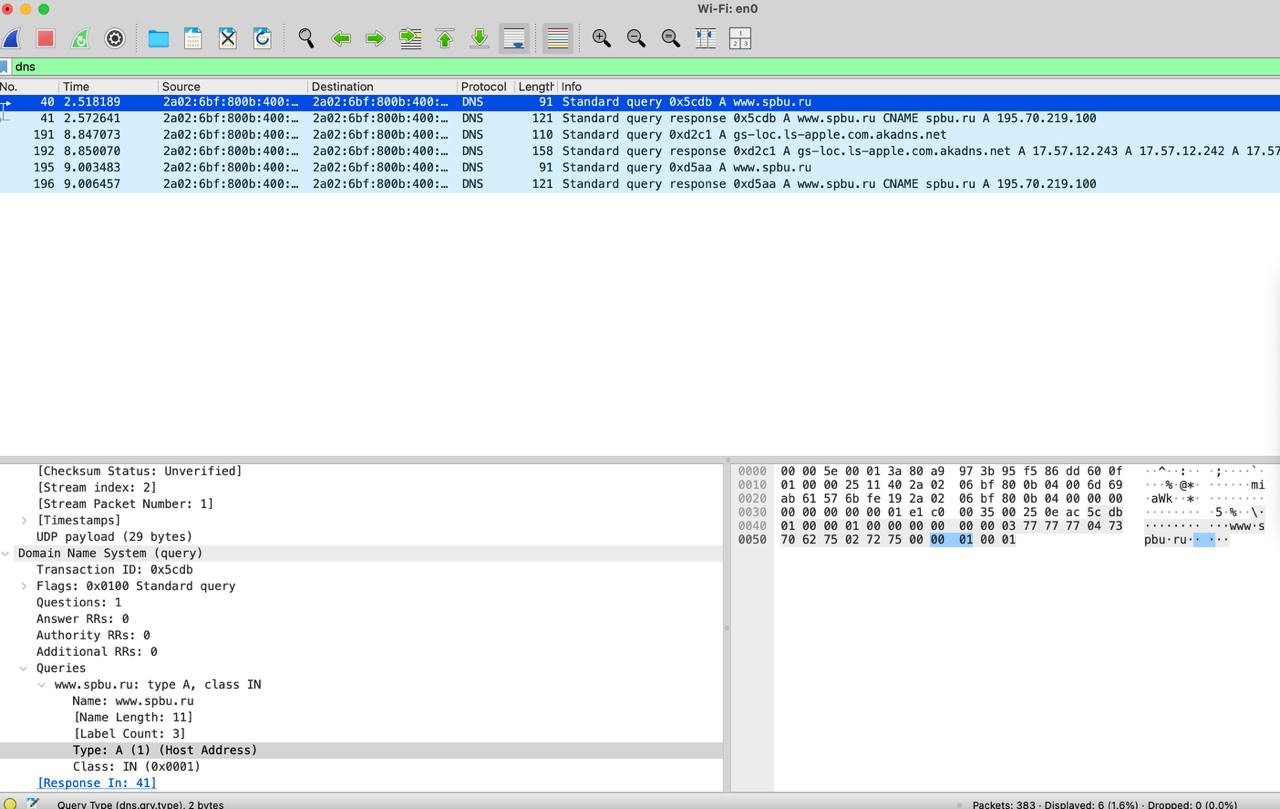 Wi-Fi: en0
dns
No. Time Source Destination Protocol Length Info
40 2.518189 2a02:6bf:800b:400:… 2a02:6bf:800b:400:… DNS 91 Standard query 0x5cdb A www.spbu.ru
41 2.572641 2a02:6bf:800b:400:… 2a02:6bf:800b:400:… DNS 121 Standard query response 0x5cdb A www.spbu.ru CNAME spbu.ru A 195.70.219.100
191 8.847073 2a02:6bf:800b:400:… 2a02:6bf:800b:400:… DNS 110 Standard query 0xd2c1 A gs-loc.ls-apple.com.akadns.net
192 8.850070 2a02:6bf:800b:400:… 2a02:6bf:800b:400:… DNS 158 Standard query response 0xd2c1 A gs-loc.ls-apple.com.akadns.net A 17.57.12.243 A 17.57.12.242 A 17.57
195 9.003483 2a02:6bf:800b:400:… 2a02:6bf:800b:400:… DNS 91 Standard query 0xd5aa A www.spbu.ru
196 9.006457 2a02:6bf:800b:400:… 2a02:6bf:800b:400:… DNS 121 Standard query response 0xd5aa A www.spbu.ru CNAME spbu.ru A 195.70.219.100
[Checksum Status: Unverified]
[Stream index: 2]
[Stream Packet Number: 1]
[Timestamps]
UDP payload (29 bytes)
Domain Name System (query)
Transaction ID: 0x5cdb
Flags: 0x0100 Standard query
Questions: 1
Answer RRs: 0
Authority RRs: 0
Additional RRs: 0
Queries
www.spbu.ru: type A, class IN
Name: www.spbu.ru
[Name Length: 11]
[Label Count: 3]
Type: A (1) (Host Address)
Class: IN (0x0001)
[Response In: 41]
0000 00 00 5e 00 01 3a 80 a9 97 3b 95 f5 86 dd 60 0f ··^··:·· ·;····`·
0010 01 00 00 25 11 40 2a 02 06 bf 80 0b 04 00 6d 69 ···%·@*· ······mi
0020 ab 61 57 6b fe 19 2a 02 06 bf 80 0b 04 00 00 00 ·aWk··*· ········
0030 00 00 00 00 00 01 e1 c0 00 35 00 25 0e ac 5c db ········ ·5·%··\·
0040 01 00 00 01 00 00 00 00 00 00 03 77 77 77 04 73 ········ ···www·s
0050 70 62 75 02 72 75 00 00 01 00 01 pbu·ru·· ···
Query Type (dns.qry.type), 2 bytes
Packets: 383 · Displayed: 6 (1.6%) · Dropped: 0 (0.0%)